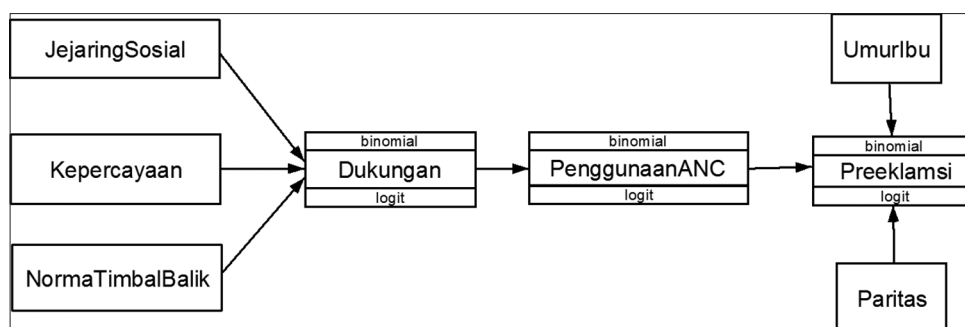 JejaringSosial
UmurIbu
Kepercayaan
binomial
Dukungan
logit
binomial
PenggunaanANC
logit
binomial
Preeklamsi
logit
NormaTimbalBalik
Paritas